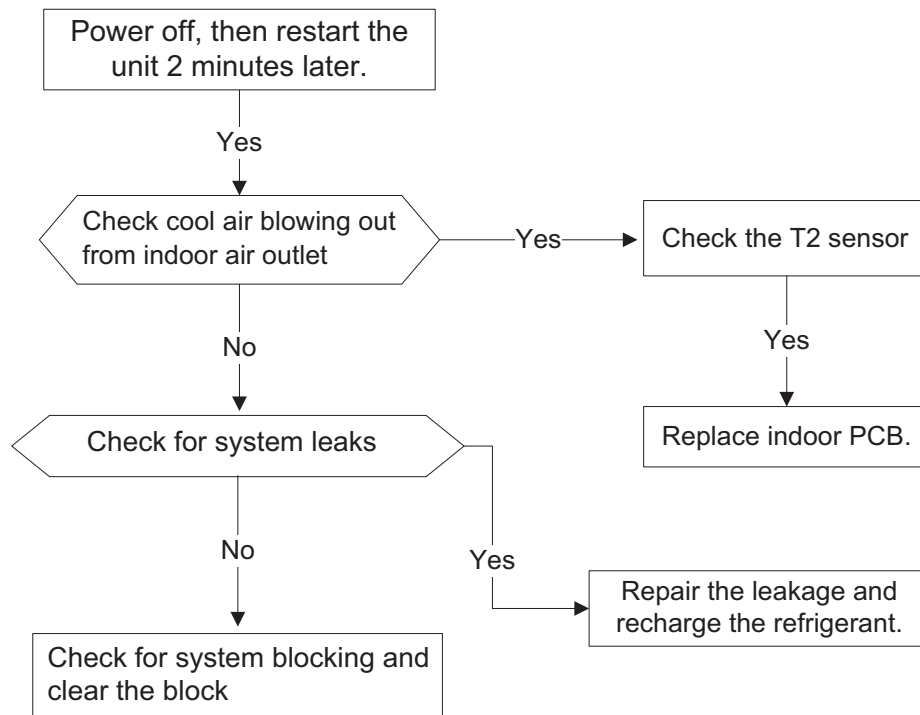 Power off, then restart the
unit 2 minutes later.
Yes
Check cool air blowing out
from indoor air outlet
Yes
Check the T2 sensor
No
Yes
Replace indoor PCB.
Check for system leaks
No
Yes
Repair the leakage and
recharge the refrigerant.
Check for system blocking and
clear the block